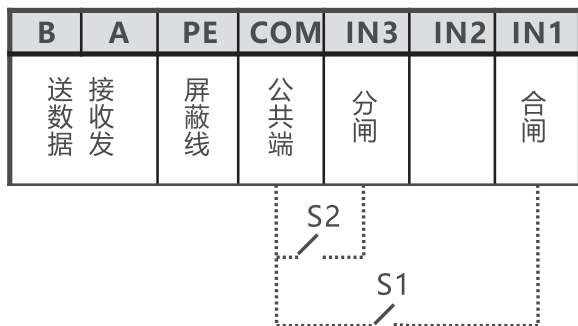 B A PE COM IN3 IN2 IN1
接收发送数据
屏蔽线
公共端
分闸
合闸
S2
S1